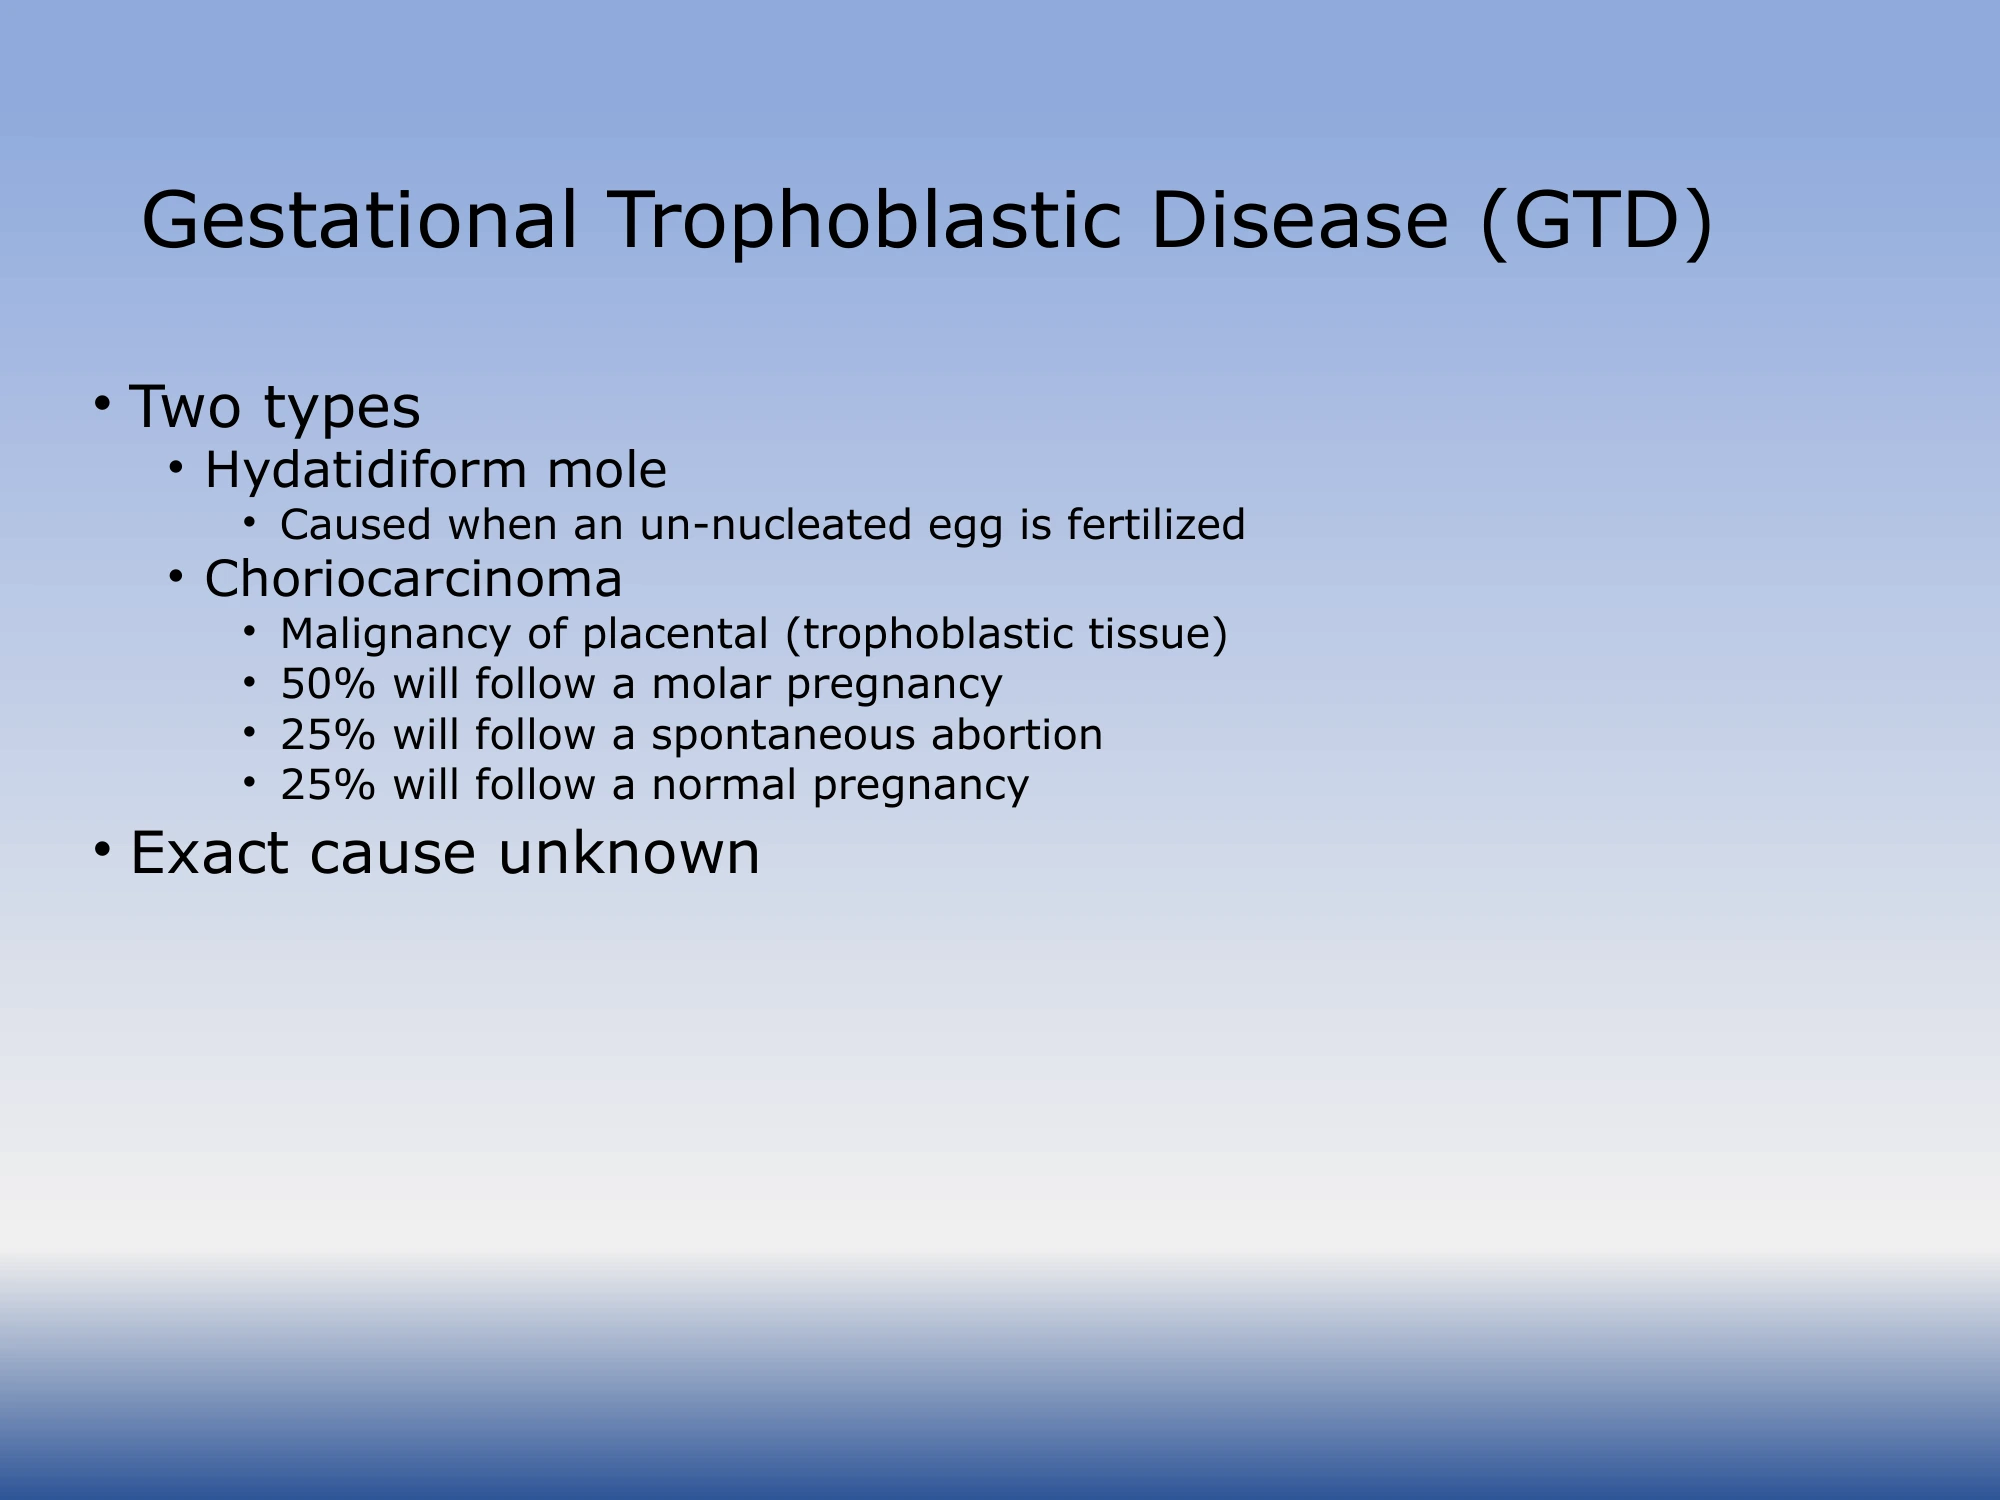 Gestational Trophoblastic Disease (GTD)
• Two types
• Hydatidiform mole
• Caused when an un-nucleated egg is fertilized
• Choriocarcinoma
• Malignancy of placental (trophoblastic tissue)
• 50% will follow a molar pregnancy
• 25% will follow a spontaneous abortion
• 25% will follow a normal pregnancy
• Exact cause unknown